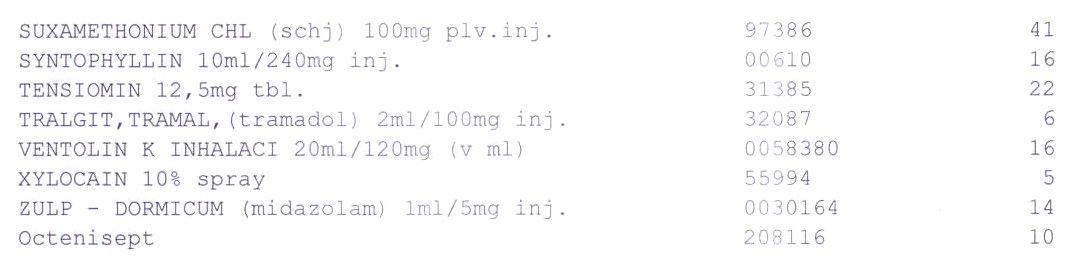 SUXAMETHONIUM CHL (schj) 100mg plv.inj. 97386 41
SYNTOPHYLLIN 10ml/240mg inj. 00610 16
TENSIOMIN 12,5mg tbl. 31385 22
TRALGIT,TRAMAL,(tramadol) 2ml/100mg inj. 32087 6
VENTOLIN K INHALACI 20ml/120mg (v ml) 0058380 16
XYLOCAIN 10% spray 55994 5
ZULP - DORMICUM (midazolam) 1ml/5mg inj. 0030164 14
Octenisept 208116 10